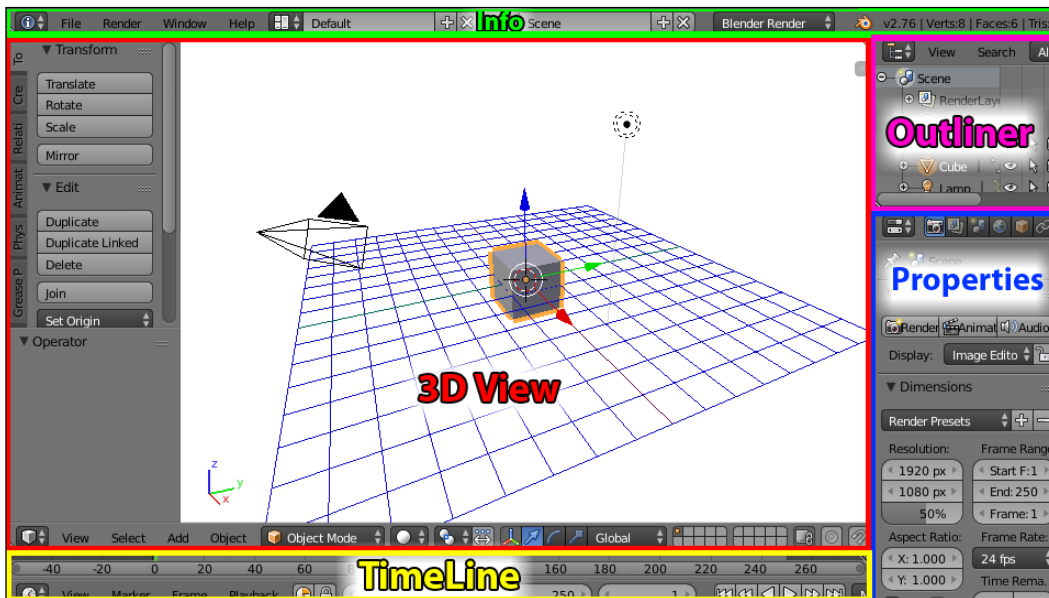 File Render Window Help Default Info Scene Blender Render v2.76 | Verts:8 | Faces:6 | Tris:
To
Cre
Relati
Animat
Phys
Grease P
Transform
Translate
Rotate
Scale
Mirror
Edit
Duplicate
Duplicate Linked
Delete
Join
Set Origin
Operator
3D View
z
y
x
View Select Add Object Object Mode Global
View Search Al
Scene
RenderLay
Outliner
Cube
Lamp
Scene
Properties
Render Animat Audio
Display: Image Edito
Dimensions
Render Presets
Resolution: Frame Rang
1920 px Start F:1
1080 px End: 250
50% Frame: 1
Aspect Ratio: Frame Rate:
X: 1.000 24 fps
Y: 1.000 Time Rema.
-40 -20 0 20 40 60 160 180 200 220 240 260
TimeLine
View Marker Frame Playback 250 1